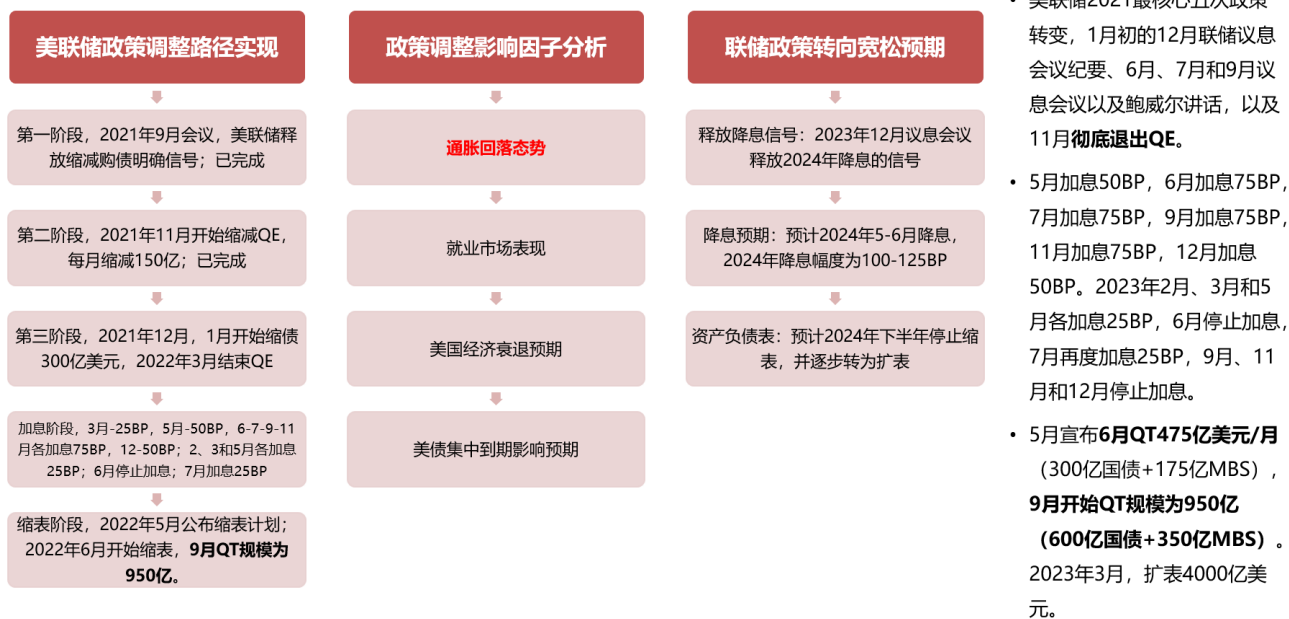 美联储政策调整路径实现
第一阶段，2021年9月会议，美联储释
放缩减购债明确信号；已完成
第二阶段，2021年11月开始缩减QE，
每月缩减150亿；已完成
第三阶段，2021年12月，1月开始缩债
300亿美元，2022年3月结束QE
加息阶段，3月-25BP，5月-50BP，6-7-9-11
月各加息75BP，12-50BP；2、3和5月各加息
25BP；6月停止加息；7月加息25BP
缩表阶段，2022年5月公布缩表计划；
2022年6月开始缩表，9月QT规模为
950亿。
政策调整影响因子分析
通胀回落态势
就业市场表现
美国经济衰退预期
美债集中到期影响预期
联储政策转向宽松预期
释放降息信号：2023年12月议息会议
释放2024年降息的信号
降息预期：预计2024年5-6月降息，
2024年降息幅度为100-125BP
资产负债表：预计2024年下半年停止缩
表，并逐步转为扩表
• 美联储2021最核心五次政策
转变，1月初的12月联储议息
会议纪要、6月、7月和9月议
息会议以及鲍威尔讲话，以及
11月彻底退出QE。
• 5月加息50BP，6月加息75BP，
7月加息75BP，9月加息75BP，
11月加息75BP，12月加息
50BP。2023年2月、3月和5
月各加息25BP，6月停止加息，
7月再度加息25BP，9月、11
月和12月停止加息。
• 5月宣布6月QT475亿美元/月
（300亿国债+175亿MBS），
9月开始QT规模为950亿
（600亿国债+350亿MBS）。
2023年3月，扩表4000亿美
元。